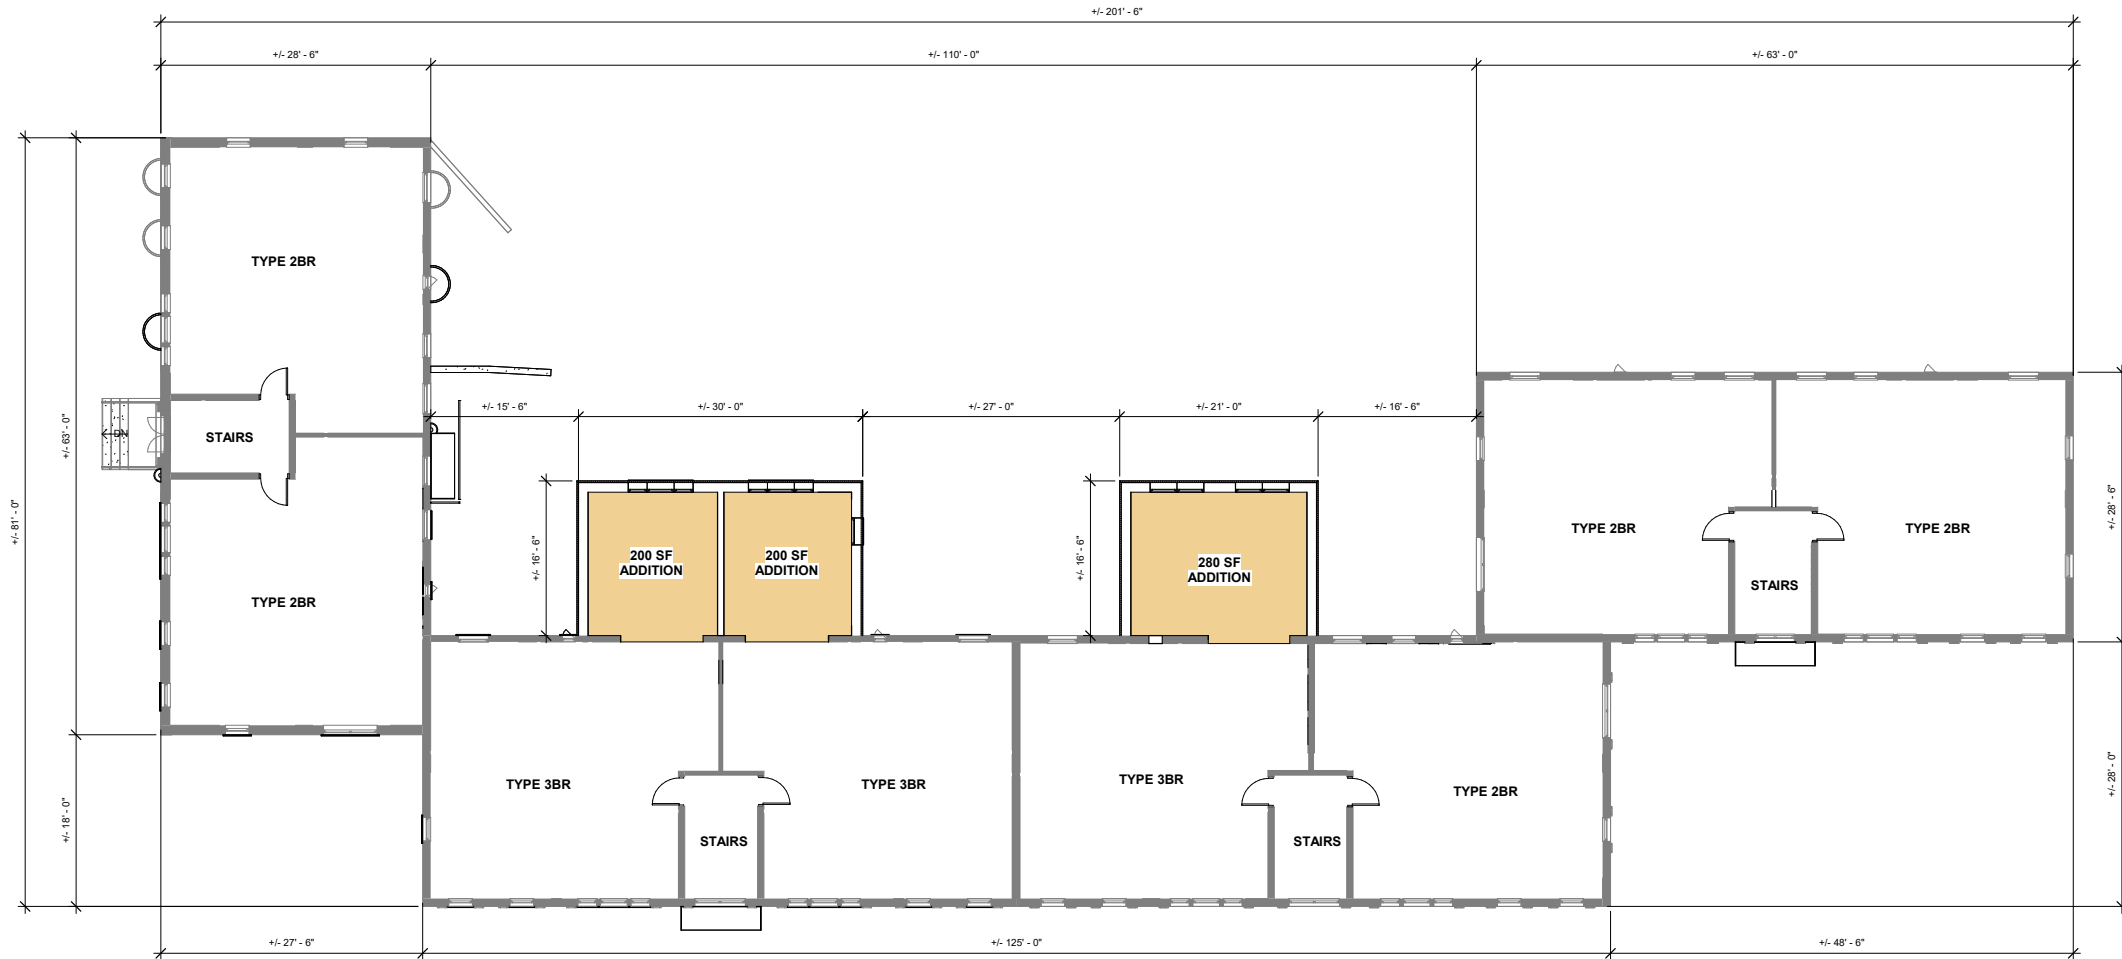 +/- 201' - 6"
+/- 28' - 6"
+/- 110' - 0"
+/- 63' - 0"
TYPE 2BR
+/- 15' - 6"
+/- 30' - 0"
+/- 27' - 0"
+/- 21' - 0"
+/- 16' - 6"
+/- 81' - 0"
+/- 63' - 0"
DN
STAIRS
+/- 16' - 6"
200 SF
ADDITION
200 SF
ADDITION
+/- 16' - 6"
280 SF
ADDITION
TYPE 2BR
TYPE 2BR
STAIRS
+/- 28' - 6"
TYPE 2BR
+/- 18' - 0"
TYPE 3BR
TYPE 3BR
STAIRS
TYPE 3BR
TYPE 2BR
STAIRS
+/- 28' - 0"
+/- 27' - 6"
+/- 125' - 0"
+/- 48' - 6"